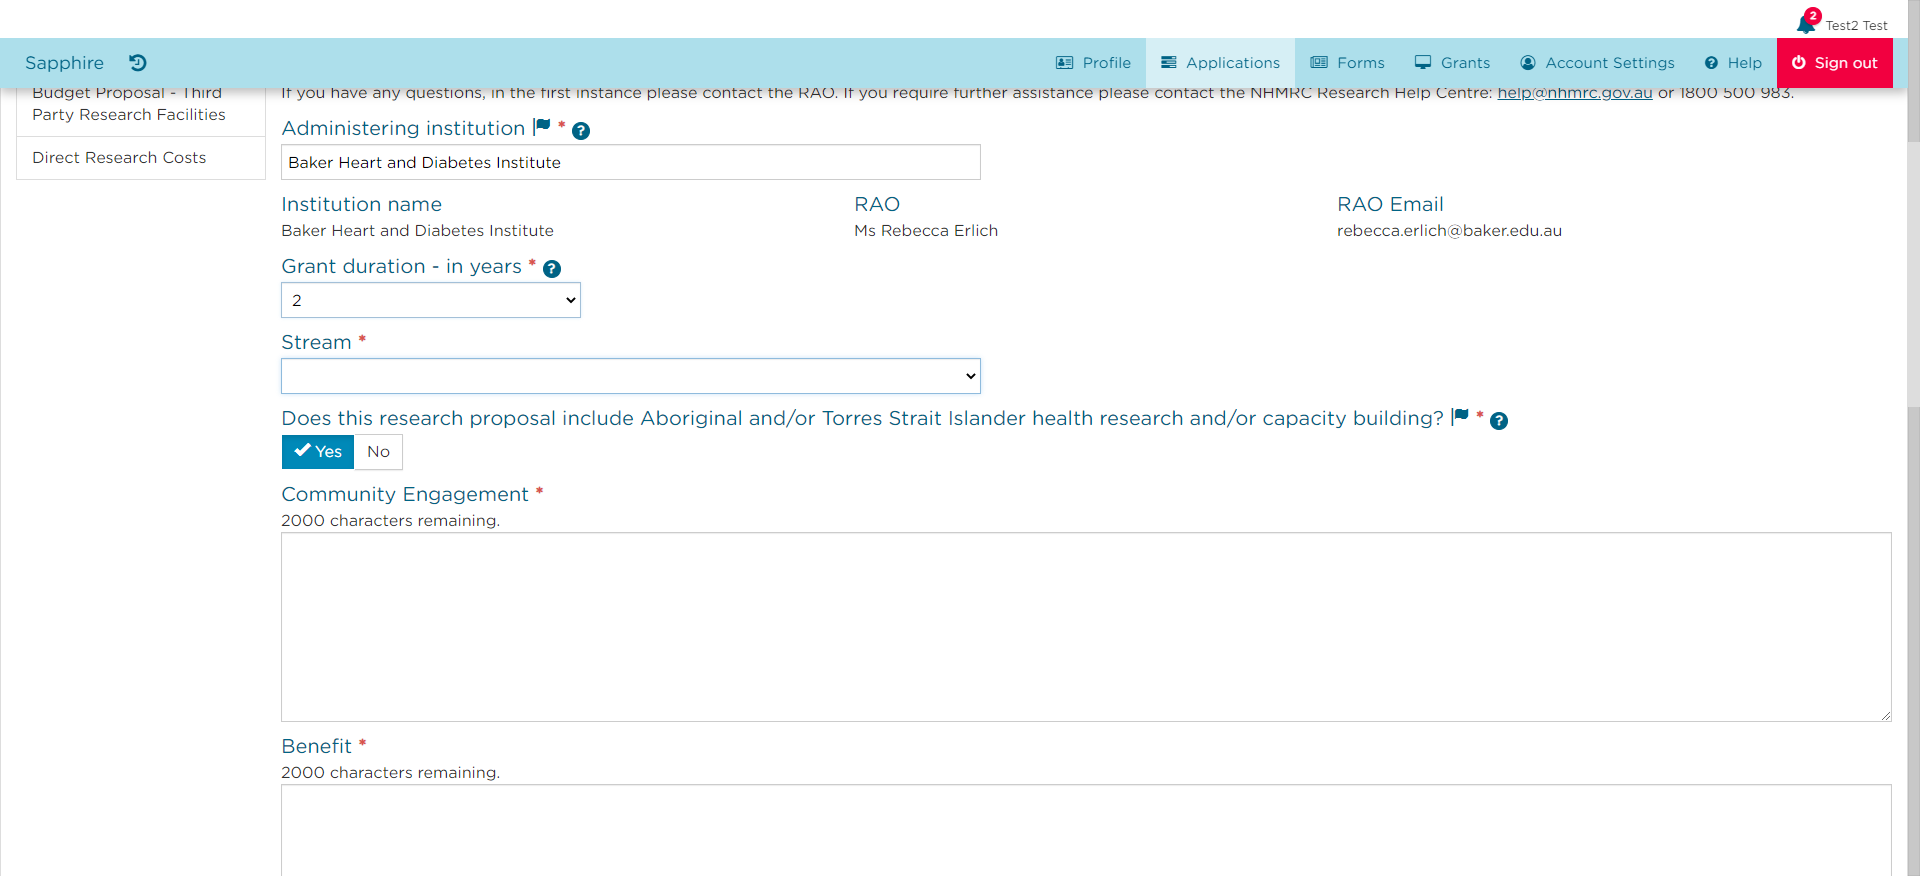 2
Test2 Test
Sapphire
Profile
Applications
Forms
Grants
Account Settings
Help
Sign out
Budget Proposal - Third
Party Research Facilities
Direct Research Costs
If you have any questions, in the first instance please contact the RAO. If you require further assistance please contact the NHMRC Research Help Centre: help@nhmrc.gov.au or 1800 500 983.
Administering institution * ?
Baker Heart and Diabetes Institute
Institution name
Baker Heart and Diabetes Institute
RAO
Ms Rebecca Erlich
RAO Email
rebecca.erlich@baker.edu.au
Grant duration - in years * ?
2
Stream *
Does this research proposal include Aboriginal and/or Torres Strait Islander health research and/or capacity building? * ?
Yes
No
Community Engagement *
2000 characters remaining.
Benefit *
2000 characters remaining.